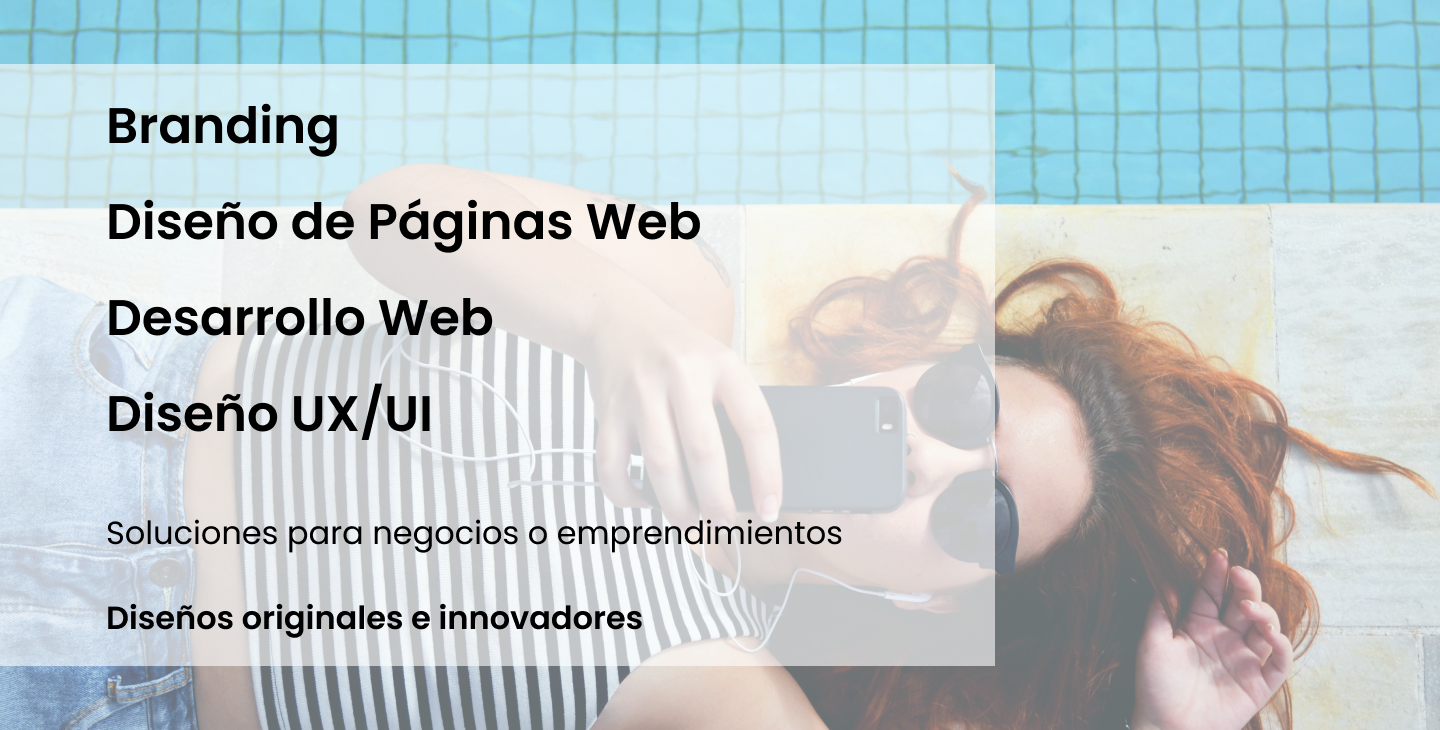 Branding
Diseño de Páginas Web
Desarrollo Web
Diseño UX/UI
Soluciones para negocios o emprendimientos
Diseños originales e innovadores